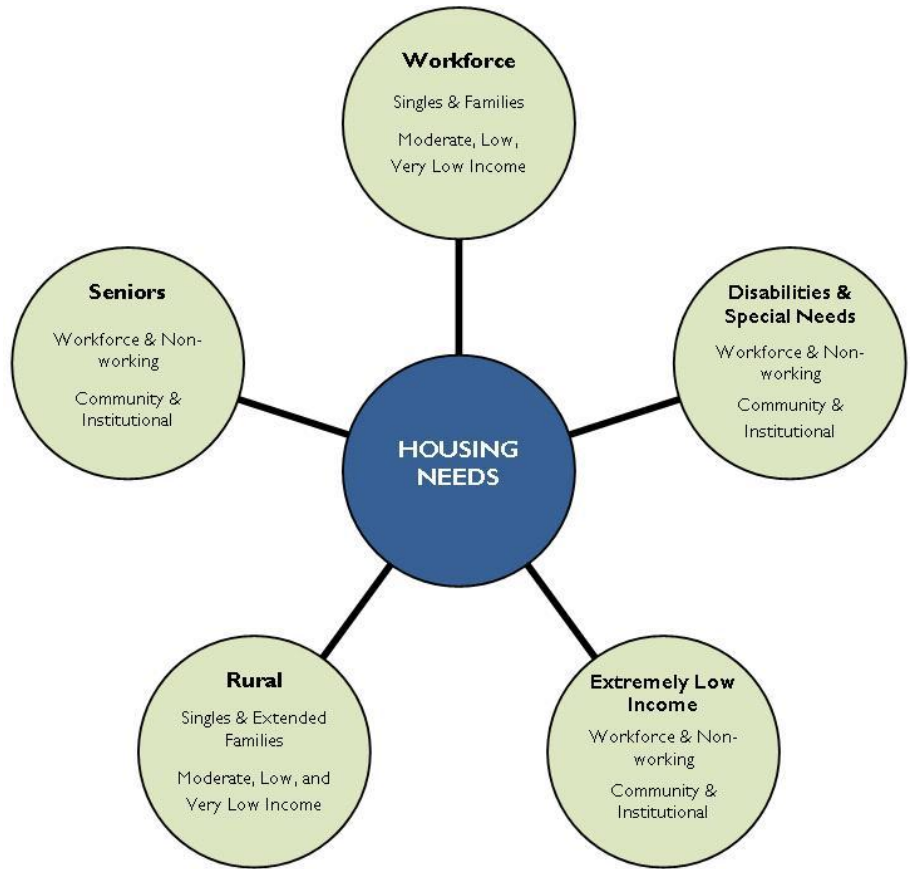 Workforce
Singles & Families
Moderate, Low,
Very Low Income
Seniors
Workforce & Non-
working
Community &
Institutional
Disabilities &
Special Needs
Workforce & Non-
working
Community &
Institutional
HOUSING
NEEDS
Rural
Singles & Extended
Families
Moderate, Low, and
Very Low Income
Extremely Low
Income
Workforce & Non-
working
Community &
Institutional